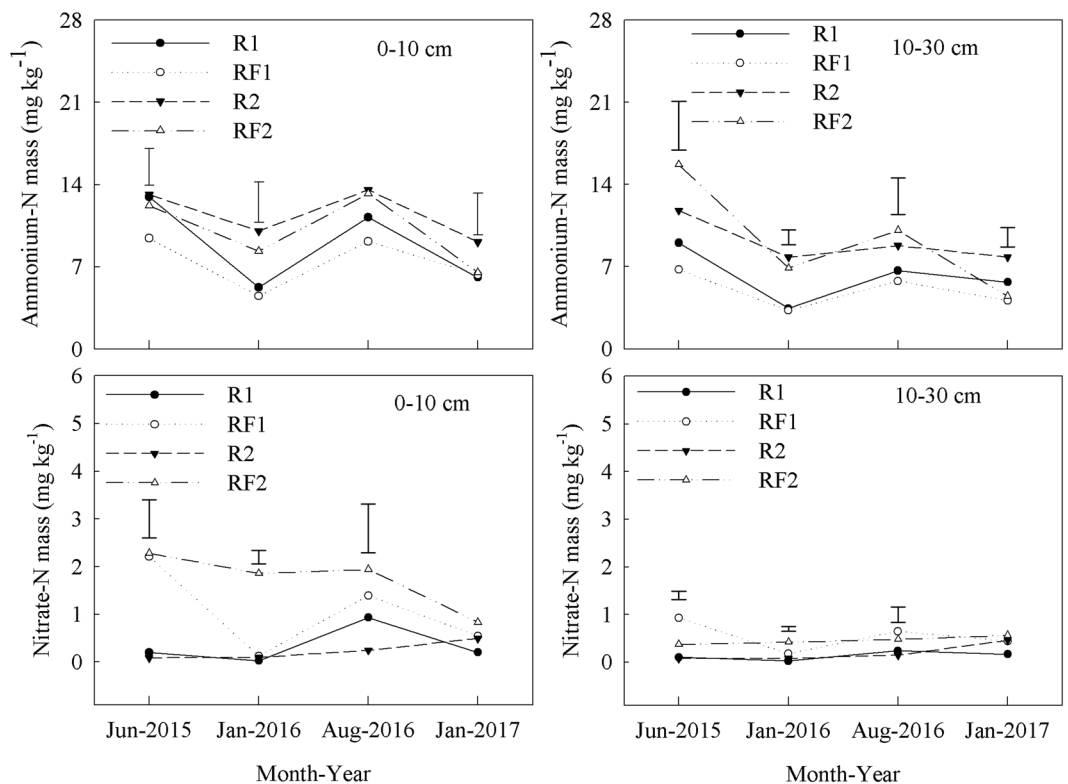 Ammonium-N mass (mg kg-1)
28
21
14
7
0
R1
RF1
R2
RF2
0-10 cm
Ammonium-N mass (mg kg-1)
28
21
14
7
0
R1
RF1
R2
RF2
10-30 cm
Nitrate-N mass (mg kg-1)
6
5
4
3
2
1
0
R1
RF1
R2
RF2
0-10 cm
Jun-2015 Jan-2016 Aug-2016 Jan-2017
Month-Year
Nitrate-N mass (mg kg-1)
6
5
4
3
2
1
0
R1
RF1
R2
RF2
10-30 cm
Jun-2015 Jan-2016 Aug-2016 Jan-2017
Month-Year